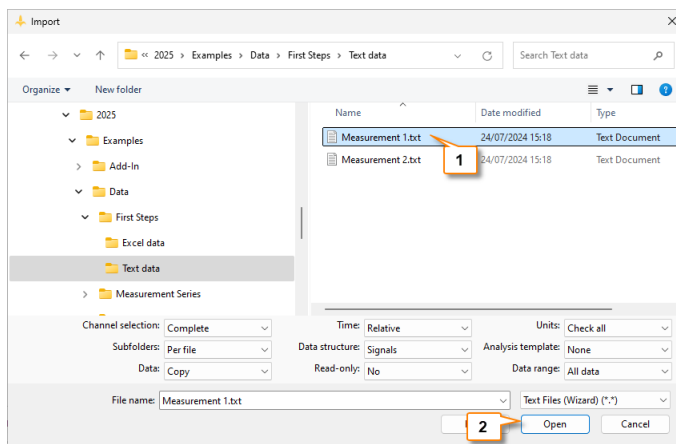 Import
« 2025 › Examples › Data › First Steps › Text data
Search Text data
Organize
New folder
2025
Examples
Add-In
Data
First Steps
Excel data
Text data
Measurement Series
Name
Date modified
Type
Measurement 1.txt
24/07/2024 15:18
Text Document
Measurement 2.txt
24/07/2024 15:18
Text Document
1
Channel selection: Complete
Time: Relative
Units: Check all
Subfolders: Per file
Data structure: Signals
Analysis template: None
Data: Copy
Read-only: No
Data range: All data
File name: Measurement 1.txt
Text Files (Wizard) (*.*)
2
Open
Cancel